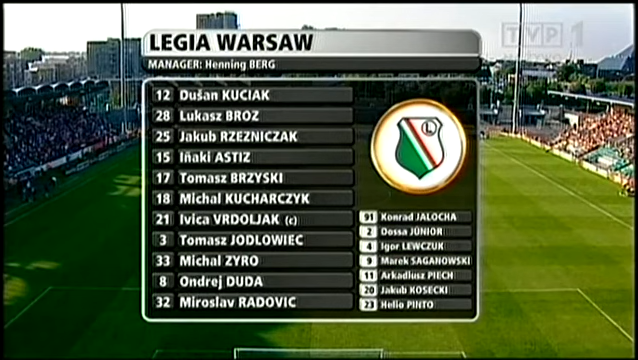 TVP1
LEGIA WARSAW
MANAGER: Henning BERG
12 Dušan KUCIAK
28 Lukasz BROZ
25 Jakub RZEZNICZAK
15 Iñaki ASTIZ
17 Tomasz BRZYSKI
18 Michal KUCHARCZYK
21 Ivica VRDOLJAK (c)
3 Tomasz JODLOWIEC
33 Michal ZYRO
8 Ondrej DUDA
32 Miroslav RADOVIC
L
91 Konrad JALOCHA
2 Dossa JÚNIOR
4 Igor LEWCZUK
9 Marek SAGANOWSKI
11 Arkadiusz PIECH
20 Jakub KOSECKI
23 Helio PINTO